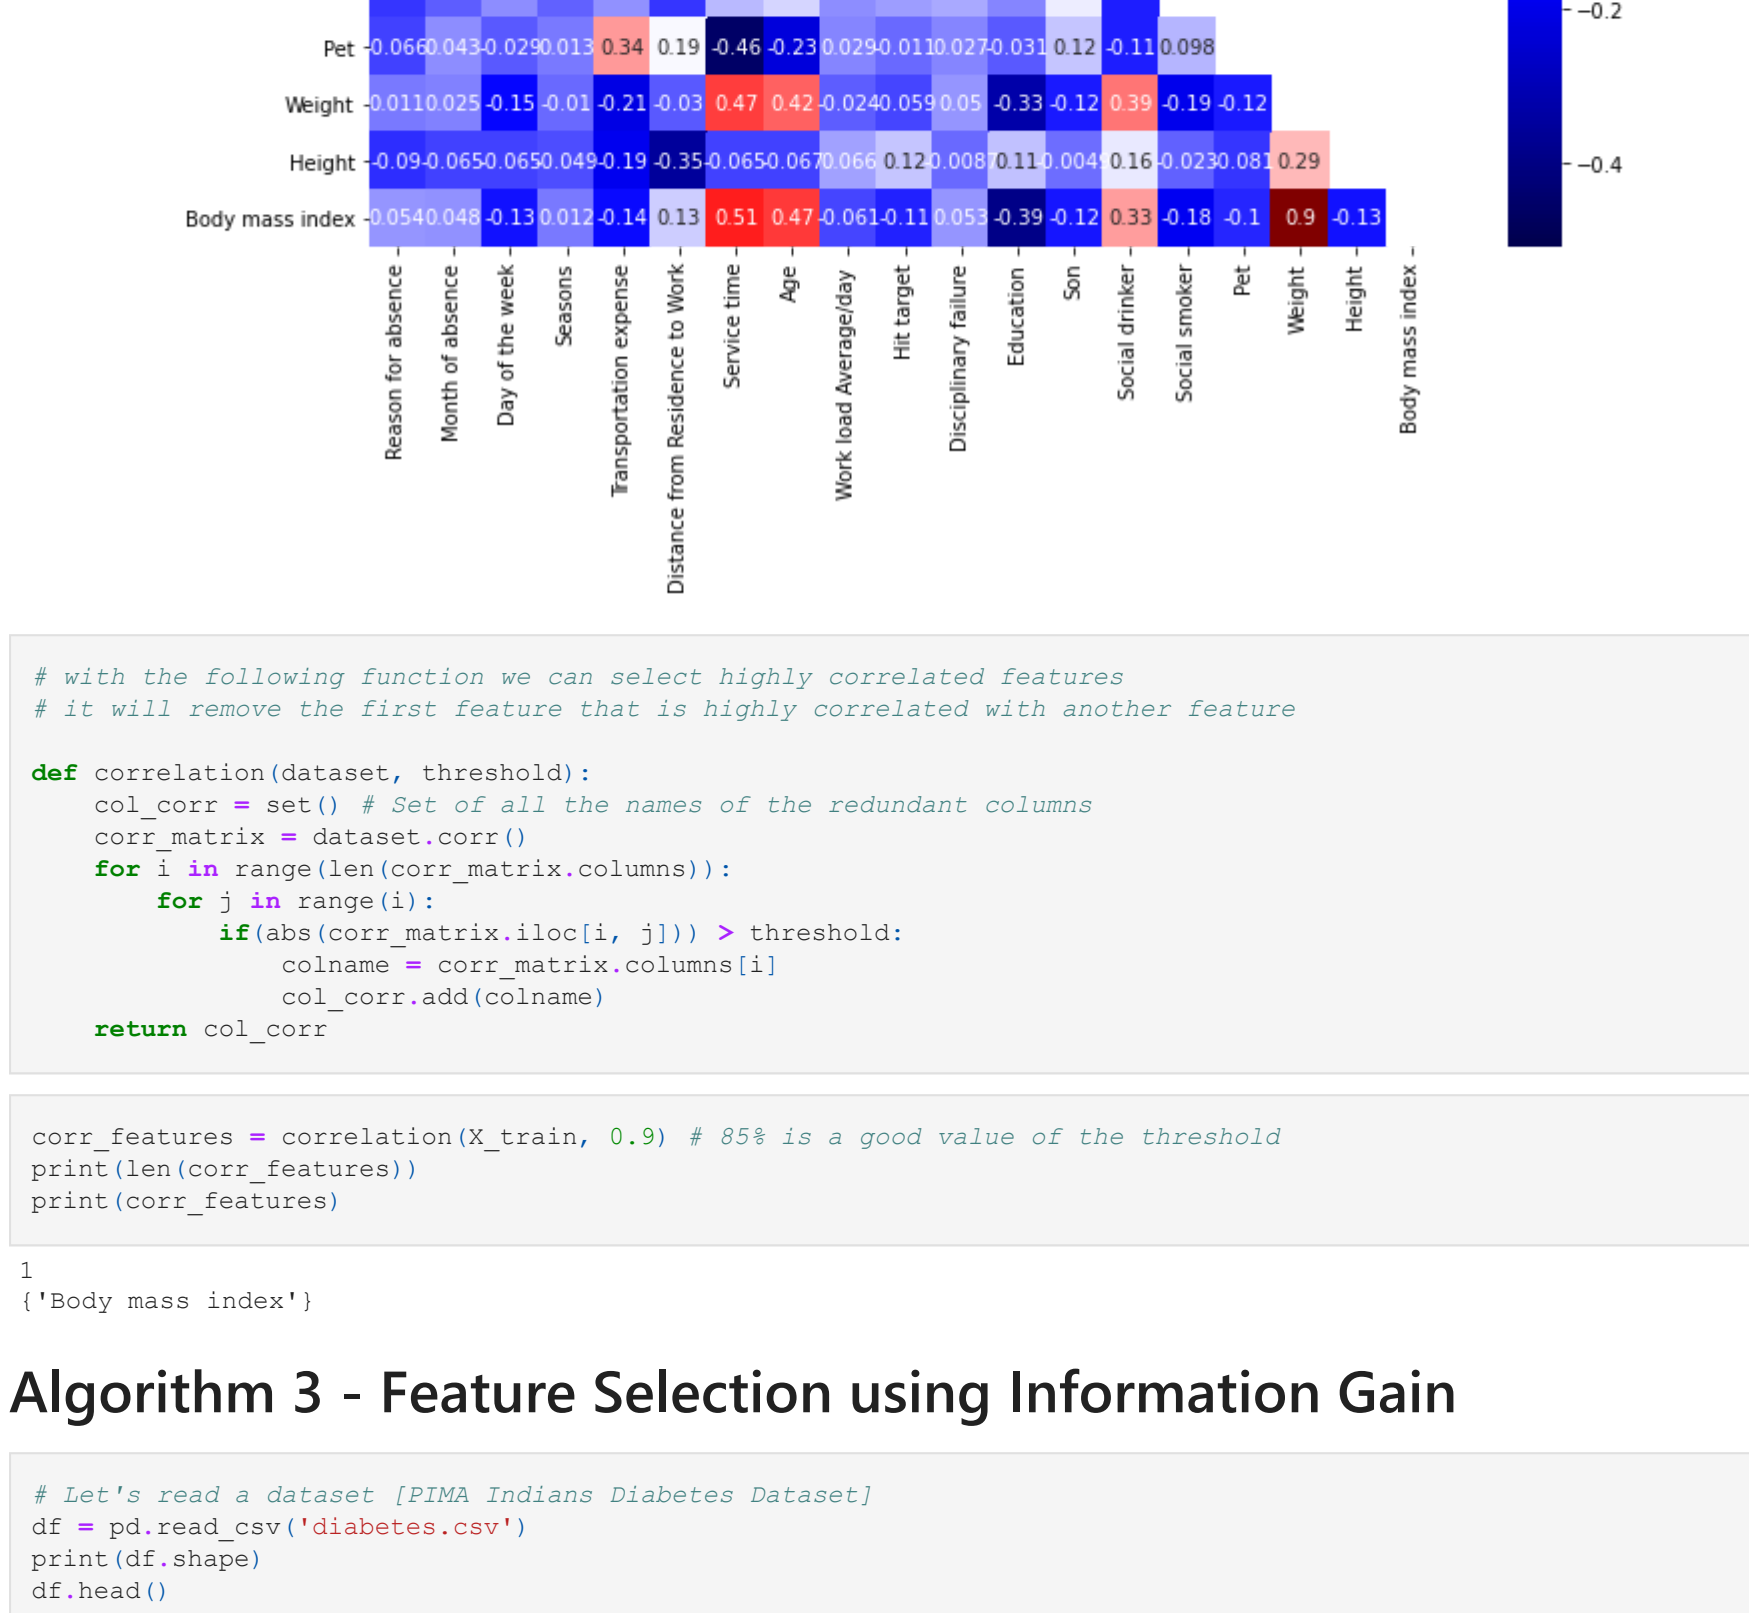 −0.2
Pet -0.066 0.043 -0.029 0.013 0.34 0.19 -0.46 -0.23 0.029 -0.011 0.027 -0.031 0.12 -0.11 0.098
Weight -0.011 0.025 -0.15 -0.01 -0.21 -0.03 0.47 0.42 -0.024 -0.059 0.05 -0.33 -0.12 0.39 -0.19 -0.12
Height -0.09 -0.065 -0.065 -0.049 -0.19 -0.35 -0.065 -0.067 0.066 0.12 -0.0087 0.11 -0.0049 0.16 -0.023 -0.081 0.29
−0.4
Body mass index -0.054 0.048 -0.13 0.012 -0.14 0.13 0.51 0.47 -0.061 -0.11 0.053 -0.39 -0.12 0.33 -0.18 -0.1 0.9 -0.13
Reason for absence
Month of absence
Day of the week
Seasons
Transportation expense
Distance from Residence to Work
Service time
Age
Work load Average/day
Hit target
Disciplinary failure
Education
Son
Social drinker
Social smoker
Pet
Weight
Height
Body mass index
# with the following function we can select highly correlated features
# it will remove the first feature that is highly correlated with another feature
def correlation(dataset, threshold):
    col_corr = set() # Set of all the names of the redundant columns
    corr_matrix = dataset.corr()
    for i in range(len(corr_matrix.columns)):
        for j in range(i):
            if(abs(corr_matrix.iloc[i, j])) > threshold:
                colname = corr_matrix.columns[i]
                col_corr.add(colname)
    return col_corr
corr_features = correlation(X_train, 0.9) # 85% is a good value of the threshold
print(len(corr_features))
print(corr_features)
1
{'Body mass index'}
Algorithm 3 - Feature Selection using Information Gain
# Let's read a dataset [PIMA Indians Diabetes Dataset]
df = pd.read_csv('diabetes.csv')
print(df.shape)
df.head()